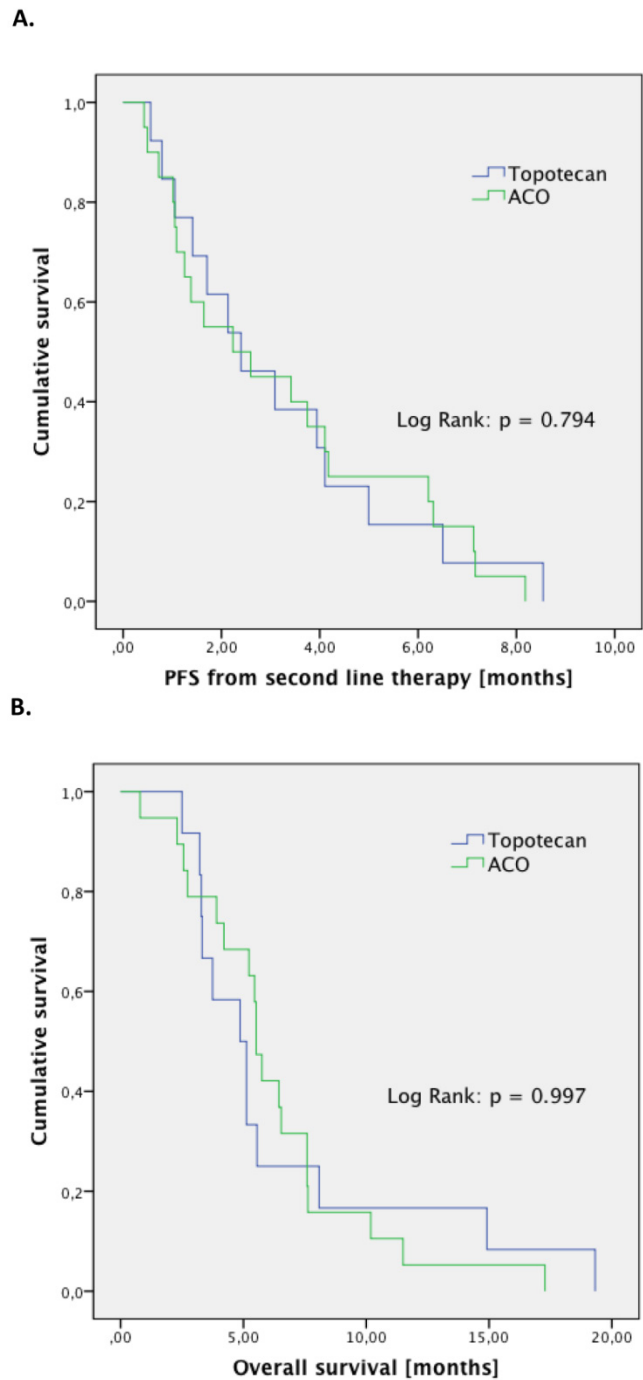 A.
1,0
0,8
0,6
0,4
0,2
0,0
Cumulative survival
Topotecan
ACO
Log Rank: p = 0.794
,00 2,00 4,00 6,00 8,00 10,00
PFS from second line therapy [months]
B.
1,0
0,8
0,6
0,4
0,2
0,0
Cumulative survival
Topotecan
ACO
Log Rank: p = 0.997
,00 5,00 10,00 15,00 20,00
Overall survival [months]